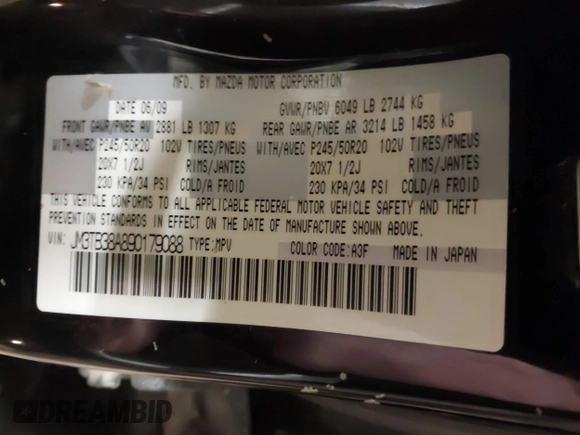 MFD. BY MAZDA MOTOR CORPORATION
DATE 06/09 GVWR/PNBV 6049 LB 2744 KG
FRONT GAWR/PNBE AV 2881 LB 1307 KG REAR GAWR/PNBE AR 3214 LB 1458 KG
WITH/AVEC P245/50R20 102V TIRES/PNEUS WITH/AVEC P245/50R20 102V TIRES/PNEUS
20X7 1/2J RIMS/JANTES 20X7 1/2J RIMS/JANTES
230 KPA/34 PSI COLD/A FROID 230 KPA/34 PSI COLD/A FROID
THIS VEHICLE CONFORMS TO ALL APPLICABLE FEDERAL MOTOR VEHICLE SAFETY AND THEFT
PREVENTION STANDARDS IN EFFECT ON THE DATE OF MANUFACTURE SHOWN ABOVE.
VIN: JM3TB38A890179088 TYPE:MPV COLOR CODE:A3F MADE IN JAPAN
DREAMBID